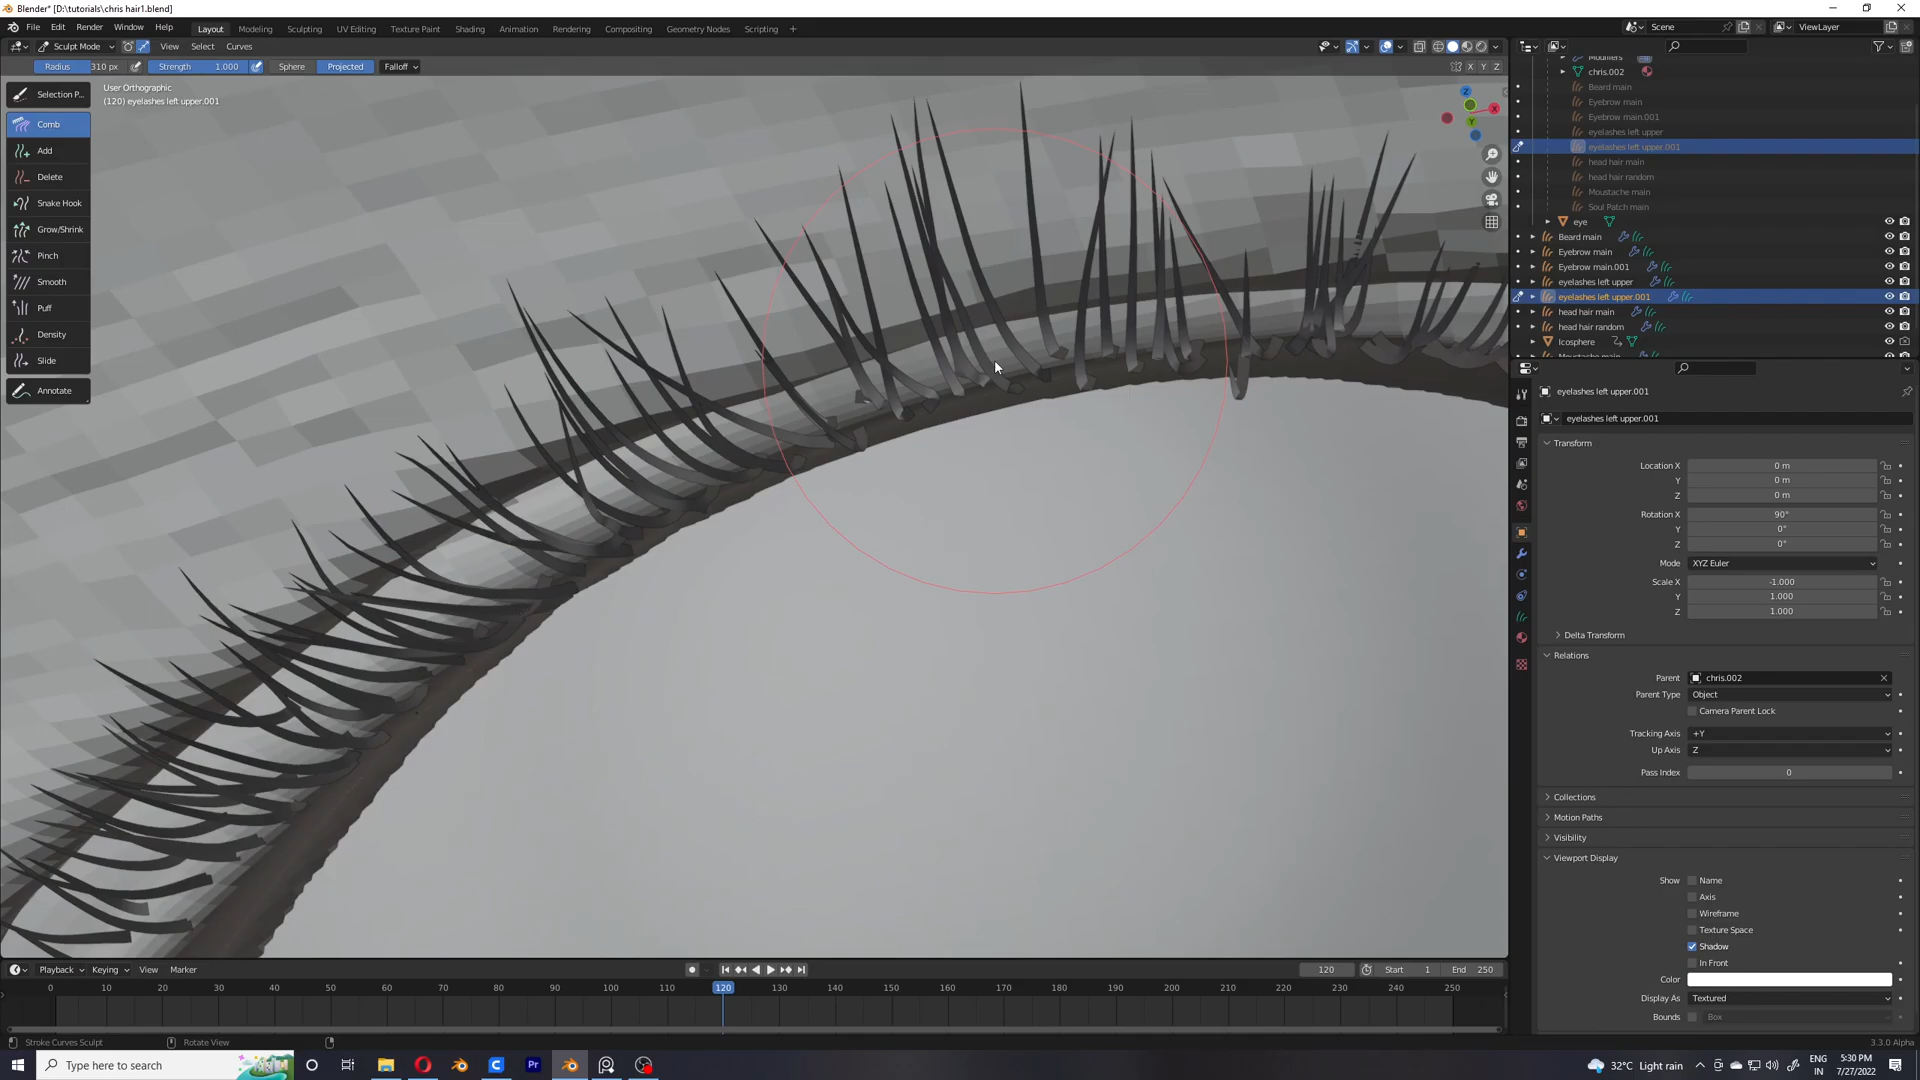 Blender* [D:\tutorials\chris hair1.blend]
File Edit Render Window Help Layout Modeling Sculpting UV Editing Texture Paint Shading Animation Rendering Compositing Geometry Nodes Scripting + Scene ViewLayer
Sculpt Mode View Select Curves
Radius 310 px Strength 1.000 Sphere Projected Falloff X Y Z
User Orthographic
(120) eyelashes left upper.001
Selection P...
Comb
Add
Delete
Snake Hook
Grow/Shrink
Pinch
Smooth
Puff
Density
Slide
Annotate
Z
X
Y
Modifiers
chris.002
Beard main
Eyebrow main
Eyebrow main.001
eyelashes left upper
eyelashes left upper.001
head hair main
head hair random
Moustache main
Soul Patch main
eye
Beard main
Eyebrow main
Eyebrow main.001
eyelashes left upper
eyelashes left upper.001
head hair main
head hair random
Icosphere
Moustache main
eyelashes left upper.001
eyelashes left upper.001
Transform
Location X 0 m
Y 0 m
Z 0 m
Rotation X 90°
Y 0°
Z 0°
Mode XYZ Euler
Scale X -1.000
Y 1.000
Z 1.000
Delta Transform
Relations
Parent chris.002
Parent Type Object
Camera Parent Lock
Tracking Axis +Y
Up Axis Z
Pass Index 0
Collections
Motion Paths
Visibility
Viewport Display
Show Name
Axis
Wireframe
Texture Space
Shadow
In Front
Color
Display As Textured
Bounds Box
Playback Keying View Marker 120 Start 1 End 250
0 10 20 30 40 50 60 70 80 90 100 110 120 130 140 150 160 170 180 190 200 210 220 230 240 250
Stroke Curves Sculpt Rotate View 3.3.0 Alpha
Type here to search 32°C Light rain ENG IN 5:30 PM 7/27/2022